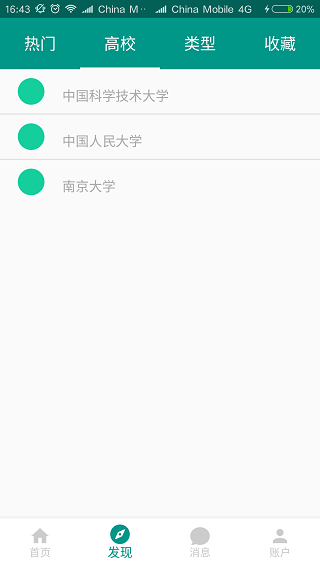 16:43 China M·· China Mobile 4G 20%
热门 高校 类型 收藏
中国科学技术大学
中国人民大学
南京大学
首页 发现 消息 账户